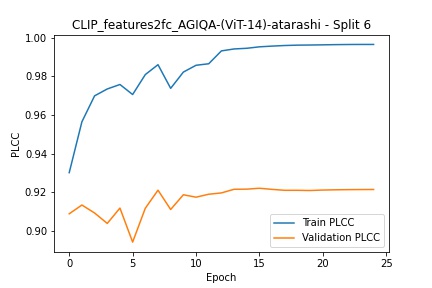 CLIP_features2fc_AGIQA-(ViT-14)-atarashi - Split 6
1.00
0.98
0.96
0.94
0.92
0.90
PLCC
Train PLCC
Validation PLCC
0
5
10
15
20
25
Epoch